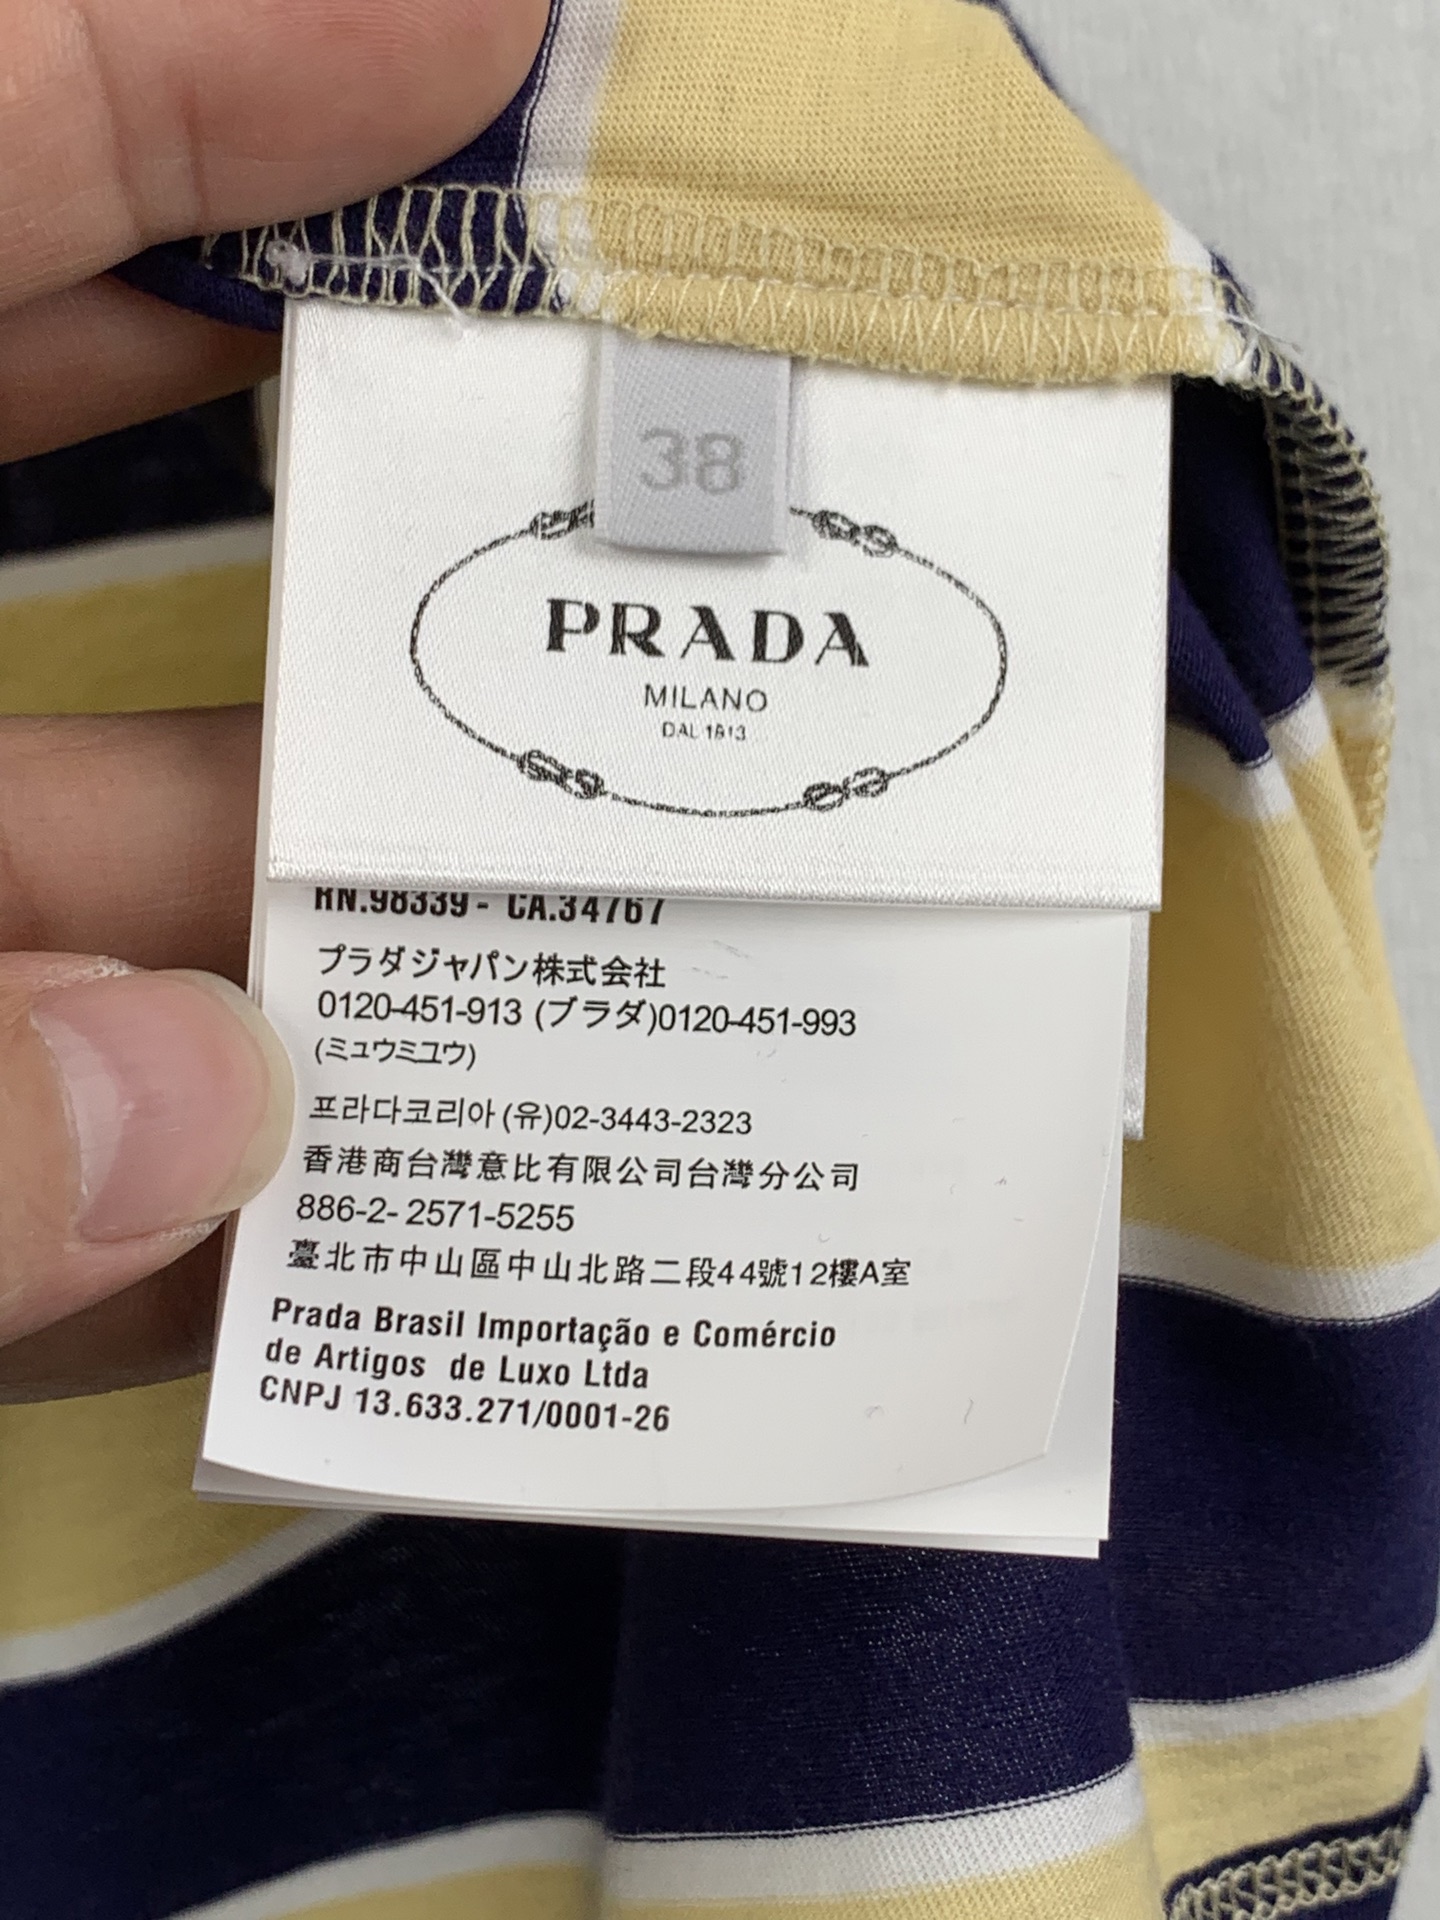 38
PRADA
MILANO
DAL 1913
RN.98339 - CA.34767
プラダジャパン株式会社
0120-451-913 (プラダ)0120-451-993
(ミュウミュウ)
프라다코리아(유)02-3443-2323
香港商台灣意比有限公司台灣分公司
886-2- 2571-5255
臺北市中山區中山北路二段44號12樓A室
Prada Brasil Importação e Comércio
de Artigos de Luxo Ltda
CNPJ 13.633.271/0001-26